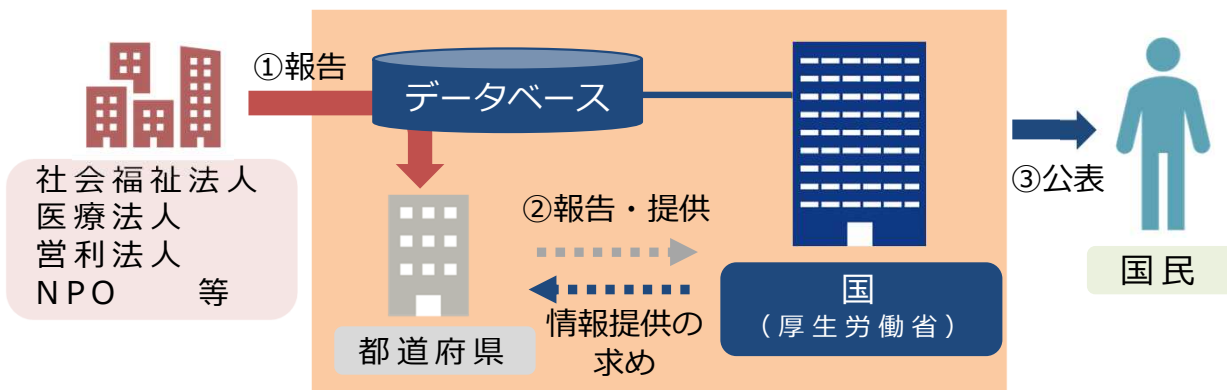 ①報告
データベース
社会福祉法人
医療法人
営利法人
NPO　等
②報告・提供
情報提供の
求め
都道府県
国
（厚生労働省）
③公表
国民